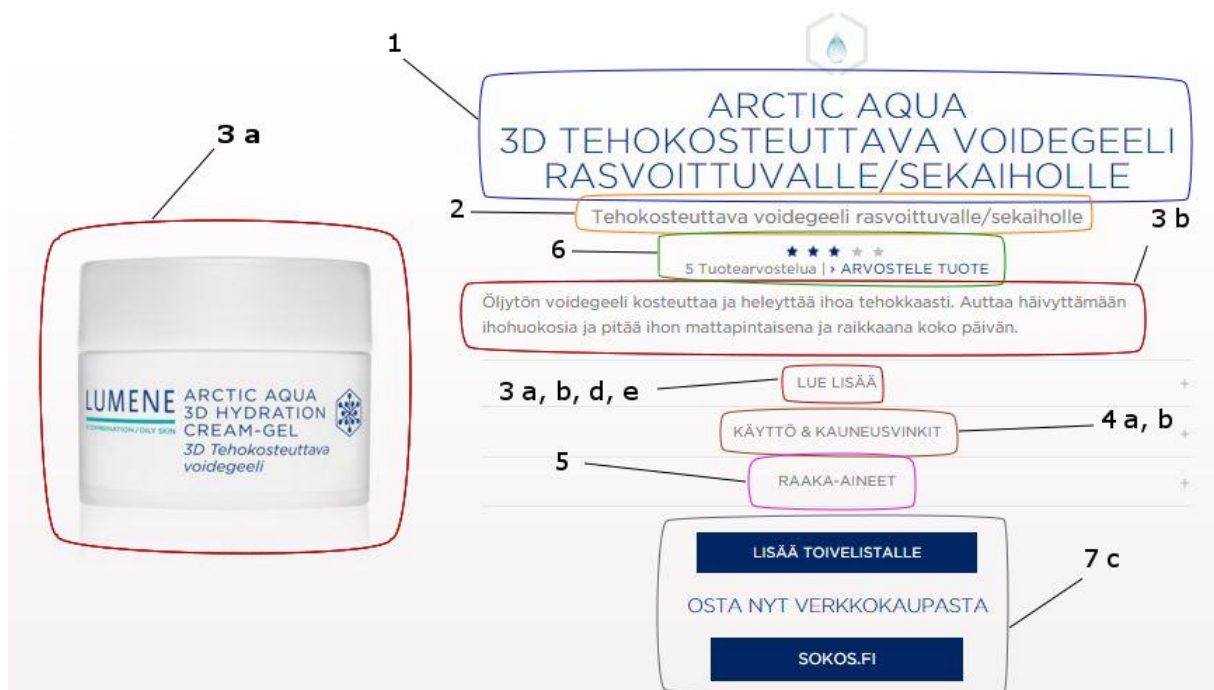 1
ARCTIC AQUA
3D TEHOKOSTEUTTAVA VOIDEGEELI
RASVOITTUVALLE/SEKAIHOLLE
3 a
2
Tehokosteuttava voidegeeli rasvoittuvalle/sekaiholle
3 b
6
5 Tuotearvostelua | › ARVOSTELE TUOTE
Öljytön voidegeeli kosteuttaa ja heleyttää ihoa tehokkaasti. Auttaa häivyttämään
ihohuokosia ja pitää ihon mattapintaisena ja raikkaana koko päivän.
3 a, b, d, e
LUE LISÄÄ +
KÄYTTÖ & KAUNEUSVINKIT +
4 a, b
5
RAAKA-AINEET +
LUMENE
COMBINATION/OILY SKIN
ARCTIC AQUA
3D HYDRATION
CREAM-GEL
3D Tehokosteuttava
voidegeeli
LISÄÄ TOIVELISTALLE
7 c
OSTA NYT VERKKOKAUPASTA
SOKOS.FI